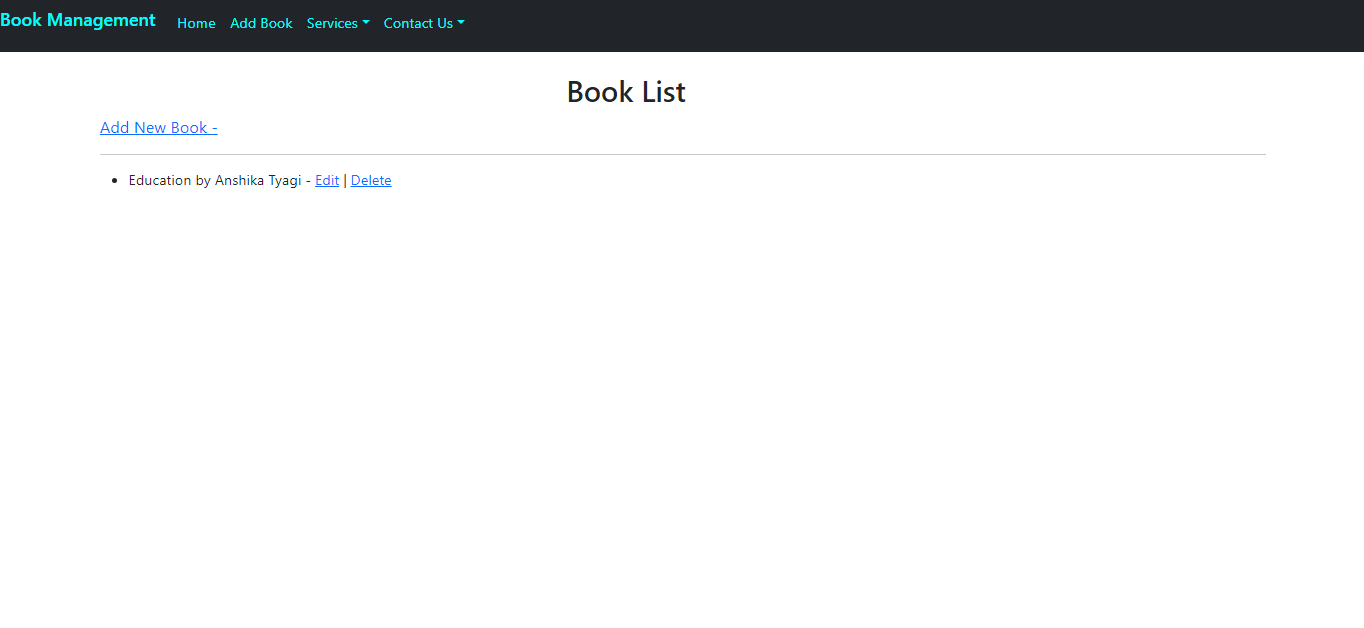 Book Management Home Add Book Services Contact Us
Book List
Add New Book -
Education by Anshika Tyagi - Edit | Delete